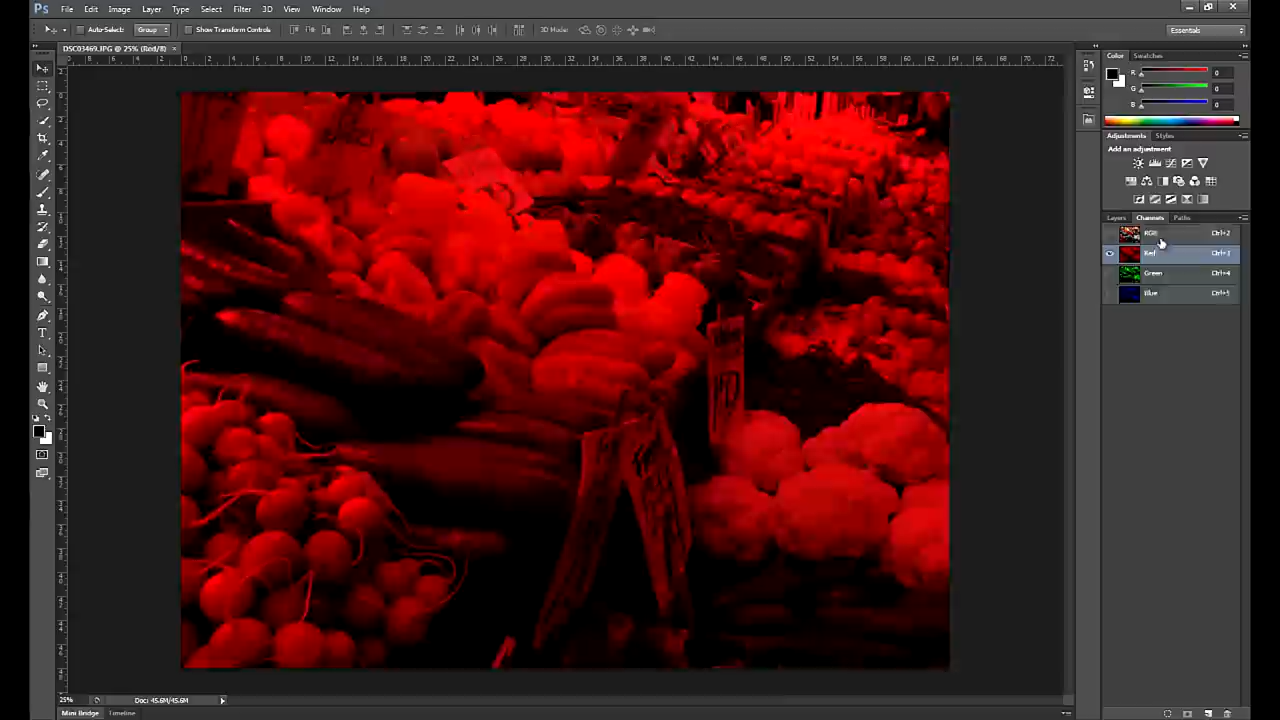 Ps File Edit Image Layer Type Select Filter 3D View Window Help
Auto-Select: Group Show Transform Controls 3D Mode: Essentials
DSC03469.JPG @ 25% (Red/8) ×
Color Swatches
R 0
G 0
B 0
Adjustments Styles
Add an adjustment
Layers Channels Paths
RGB Ctrl+2
Red Ctrl+3
Green Ctrl+4
Blue Ctrl+5
25% Doc: 45.6M/45.6M
Mini Bridge Timeline